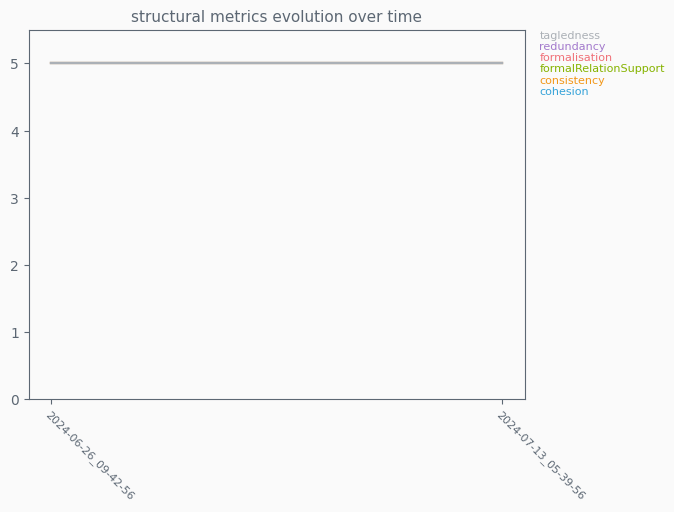 structural metrics evolution over time
tagledness
redundancy
formalisation
formalRelationSupport
consistency
cohesion
5
4
3
2
1
0
2024-06-26_09-42-56
2024-07-13_05-39-56